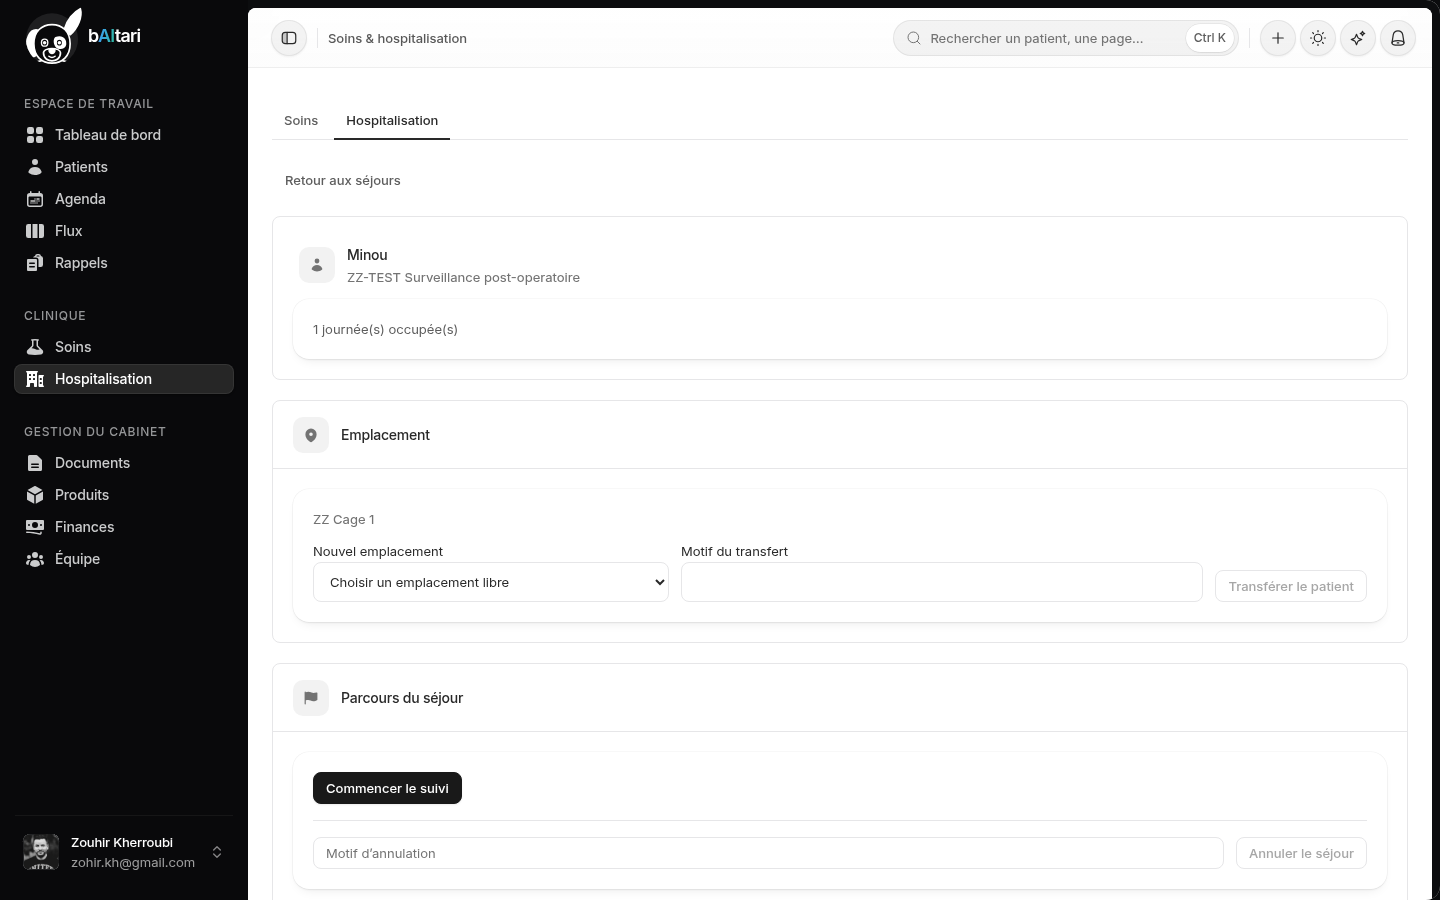 bAItari
Soins & hospitalisation
Rechercher un patient, une page...
Ctrl K
ESPACE DE TRAVAIL
Tableau de bord
Patients
Agenda
Flux
Rappels
CLINIQUE
Soins
Hospitalisation
GESTION DU CABINET
Documents
Produits
Finances
Équipe
Zouhir Kherroubi
zohir.kh@gmail.com
Soins
Hospitalisation
Retour aux séjours
Minou
ZZ-TEST Surveillance post-operatoire
1 journée(s) occupée(s)
Emplacement
ZZ Cage 1
Nouvel emplacement
Motif du transfert
Choisir un emplacement libre
Transférer le patient
Parcours du séjour
Commencer le suivi
Motif d’annulation
Annuler le séjour